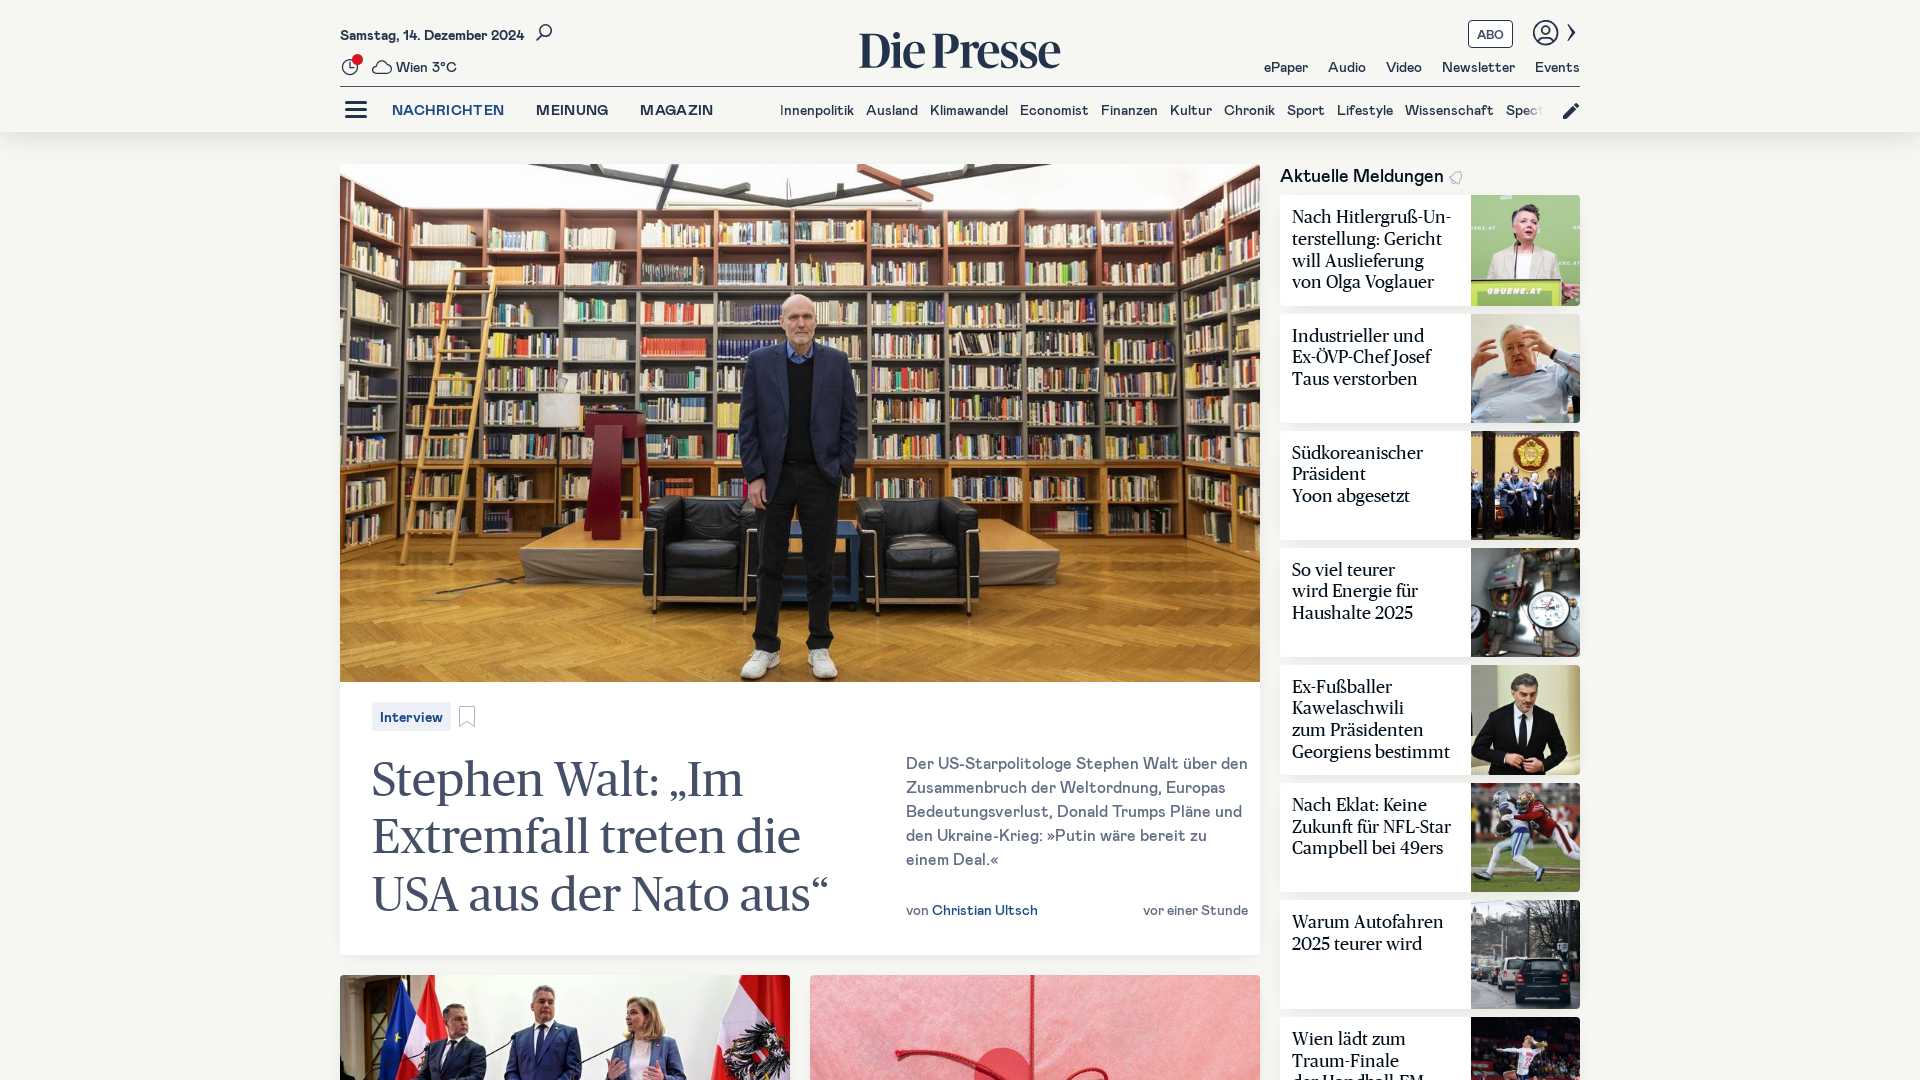 Samstag, 14. Dezember 2024
Wien 3°C
Die Presse
ABO
ePaper Audio Video Newsletter Events
NACHRICHTEN MEINUNG MAGAZIN
Innenpolitik Ausland Klimawandel Economist Finanzen Kultur Chronik Sport Lifestyle Wissenschaft Spect
Interview
Stephen Walt: „Im
Extremfall treten die
USA aus der Nato aus“
Der US-Starpolitologe Stephen Walt über den
Zusammenbruch der Weltordnung, Europas
Bedeutungsverlust, Donald Trumps Pläne und
den Ukraine-Krieg: »Putin wäre bereit zu
einem Deal.«
von Christian Ultsch
vor einer Stunde
Aktuelle Meldungen
Nach Hitlergruß-Un-
terstellung: Gericht
will Auslieferung
von Olga Voglauer
GRUENE.AT
Industrieller und
Ex-ÖVP-Chef Josef
Taus verstorben
Südkoreanischer
Präsident
Yoon abgesetzt
So viel teurer
wird Energie für
Haushalte 2025
Ex-Fußballer
Kawelaschwili
zum Präsidenten
Georgiens bestimmt
Nach Eklat: Keine
Zukunft für NFL-Star
Campbell bei 49ers
Warum Autofahren
2025 teurer wird
Wien lädt zum
Traum-Finale
der Handball-EM